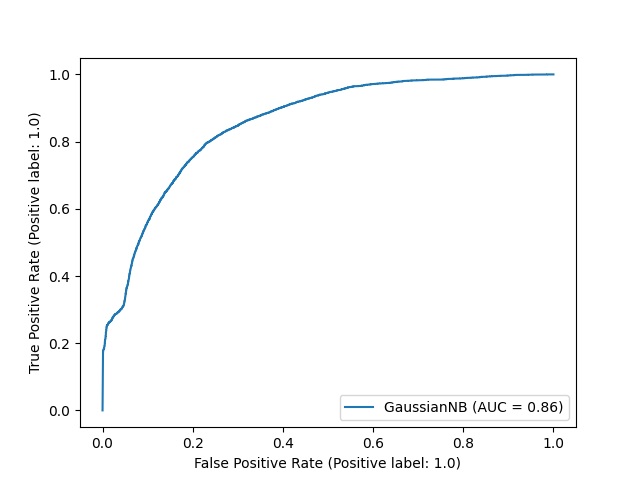 1.0
0.8
0.6
0.4
0.2
0.0
True Positive Rate (Positive label: 1.0)
GaussianNB (AUC = 0.86)
0.0 0.2 0.4 0.6 0.8 1.0
False Positive Rate (Positive label: 1.0)